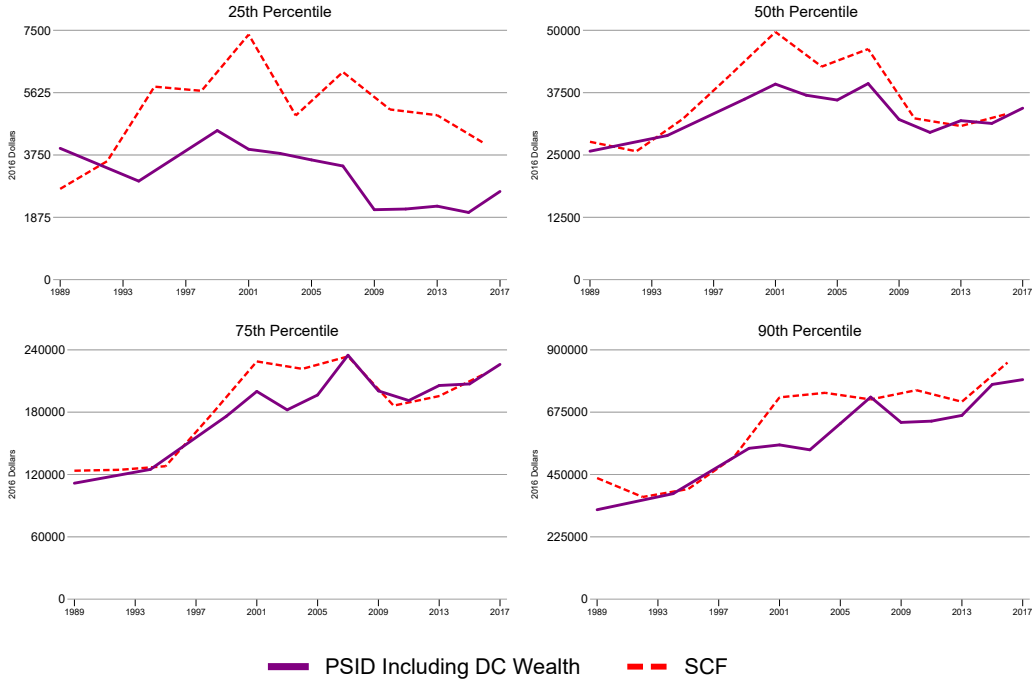 25th Percentile
7500
5625
3750
1875
0
2016 Dollars
1989 1993 1997 2001 2005 2009 2013 2017
50th Percentile
50000
37500
25000
12500
0
2016 Dollars
1989 1993 1997 2001 2005 2009 2013 2017
75th Percentile
240000
180000
120000
60000
0
2016 Dollars
1989 1993 1997 2001 2005 2009 2013 2017
90th Percentile
900000
675000
450000
225000
0
2016 Dollars
1989 1993 1997 2001 2005 2009 2013 2017
PSID Including DC Wealth SCF